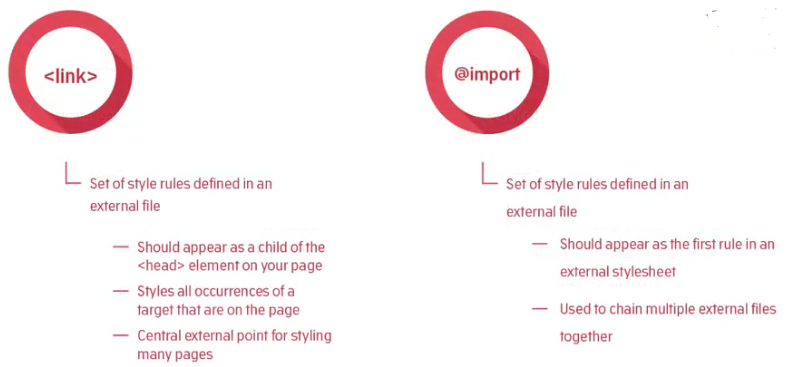 <link>
Set of style rules defined in an
external file
— Should appear as a child of the
<head> element on your page
— Styles all occurrences of a
target that are on the page
— Central external point for styling
many pages
@import
Set of style rules defined in an
external file
— Should appear as the first rule in an
external stylesheet
— Used to chain multiple external files
together